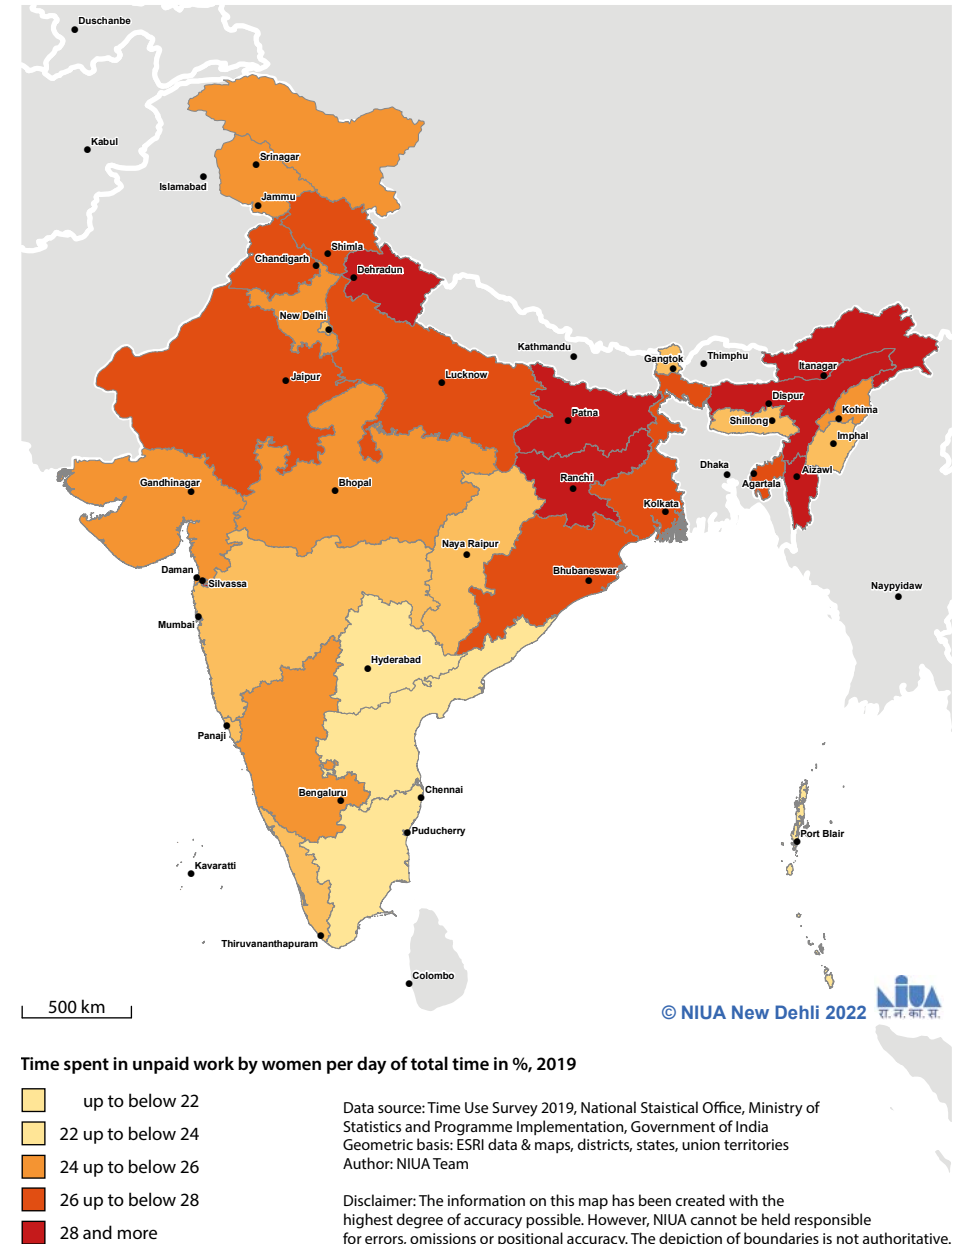 Duschanbe
Kabul
Srinagar
Islamabad
Jammu
Shimla
Chandigarh
Dehradun
New Delhi
Kathmandu
Gangtok
Thimphu
Itanagar
Jaipur
Lucknow
Dispur
Patna
Kohima
Shillong
Imphal
Dhaka
Aizawl
Ranchi
Agartala
Gandhinagar
Bhopal
Kolkata
Naya Raipur
Daman
Silvassa
Bhubaneswar
Naypyidaw
Mumbai
Hyderabad
Panaji
Bengaluru
Chennai
Puducherry
Port Blair
Kavaratti
Thiruvananthapuram
Colombo
NIUA
रा. न. का. स.
500 km
© NIUA New Dehli 2022
Time spent in unpaid work by women per day of total time in %, 2019
up to below 22
22 up to below 24
24 up to below 26
26 up to below 28
28 and more
Data source: Time Use Survey 2019, National Staistical Office, Ministry of
Statistics and Programme Implementation, Government of India
Geometric basis: ESRI data & maps, districts, states, union territories
Author: NIUA Team
Disclaimer: The information on this map has been created with the
highest degree of accuracy possible. However, NIUA cannot be held responsible
for errors, omissions or positional accuracy. The depiction of boundaries is not authoritative.